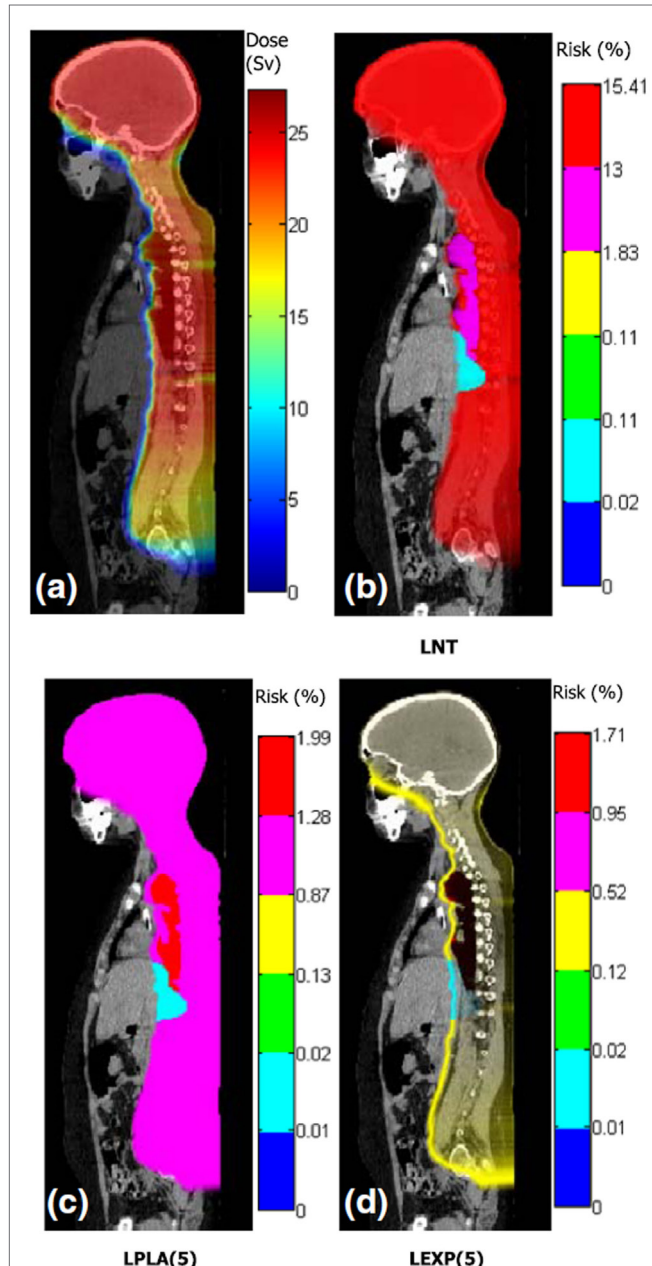 Dose
(Sv)
25
20
15
10
5
0
(a)
Risk (%)
15.41
13
1.83
0.11
0.11
0.02
0
(b)
LNT
Risk (%)
1.99
1.28
0.87
0.13
0.02
0.01
0
(c)
LPLA(5)
Risk (%)
1.71
0.95
0.52
0.12
0.02
0.01
0
(d)
LEXP(5)